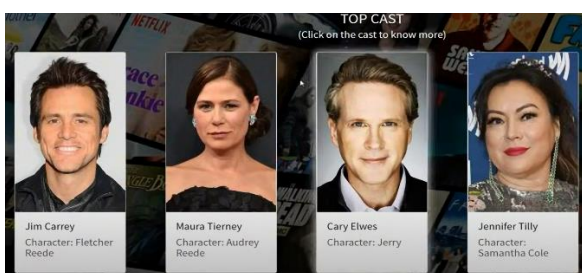 NETFLIX
TOP CAST
(Click on the cast to know more)
Jim Carrey
Character: Fletcher
Reede
Maura Tierney
Character: Audrey
Reede
Cary Elwes
Character: Jerry
Jennifer Tilly
Character:
Samantha Cole